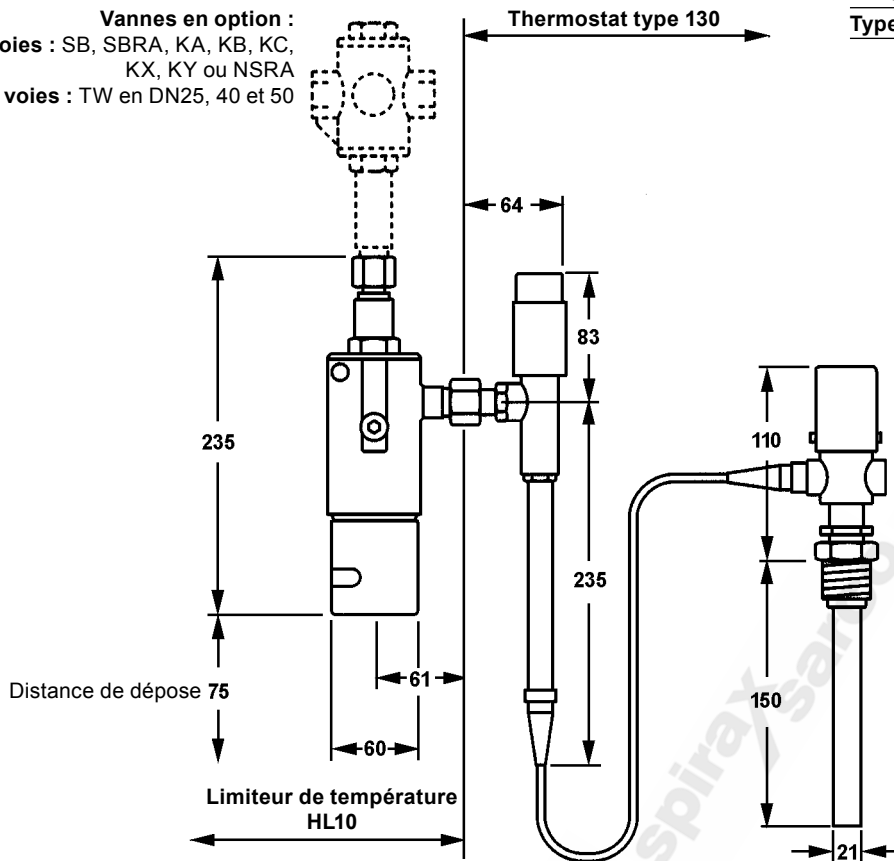 Vannes en option :
oies : SB, SBRA, KA, KB, KC,
KX, KY ou NSRA
voies : TW en DN25, 40 et 50
Thermostat type 130
Type
64
83
235
110
235
61
Distance de dépose 75
150
60
Limiteur de température
HL10
21
spirax sarco